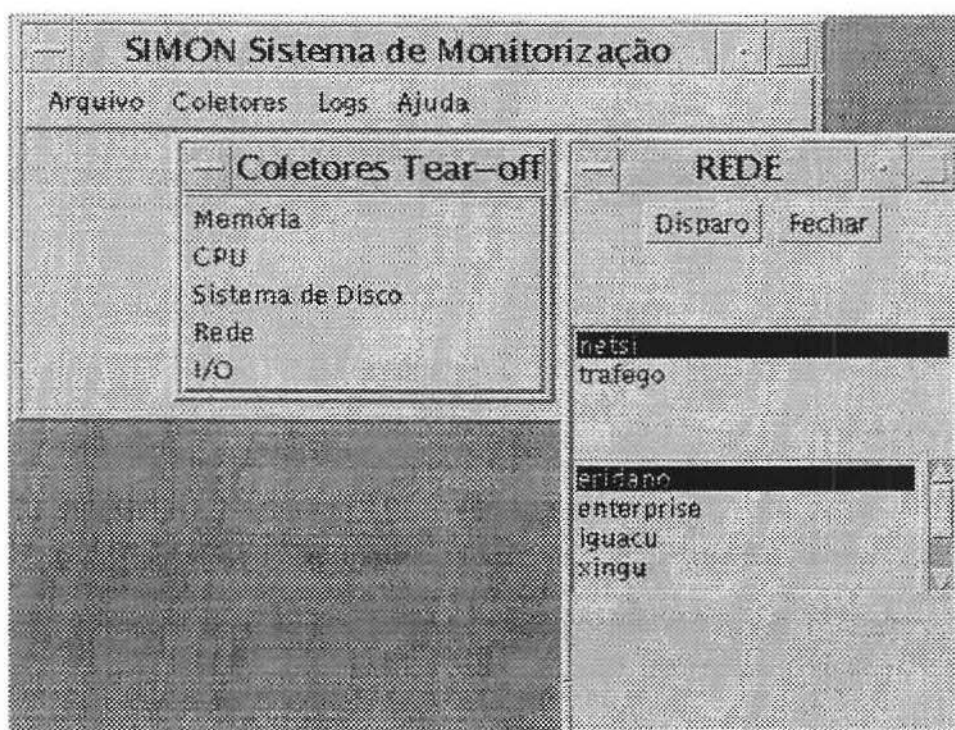 SIMON Sistema de Monitorização
Arquivo Coletores Logs Ajuda
Coletores Tear-off
Memória
CPU
Sistema de Disco
Rede
I/O
REDE
Disparo Fechar
netsi
trafego
eridano
enterprise
iguacu
xingu